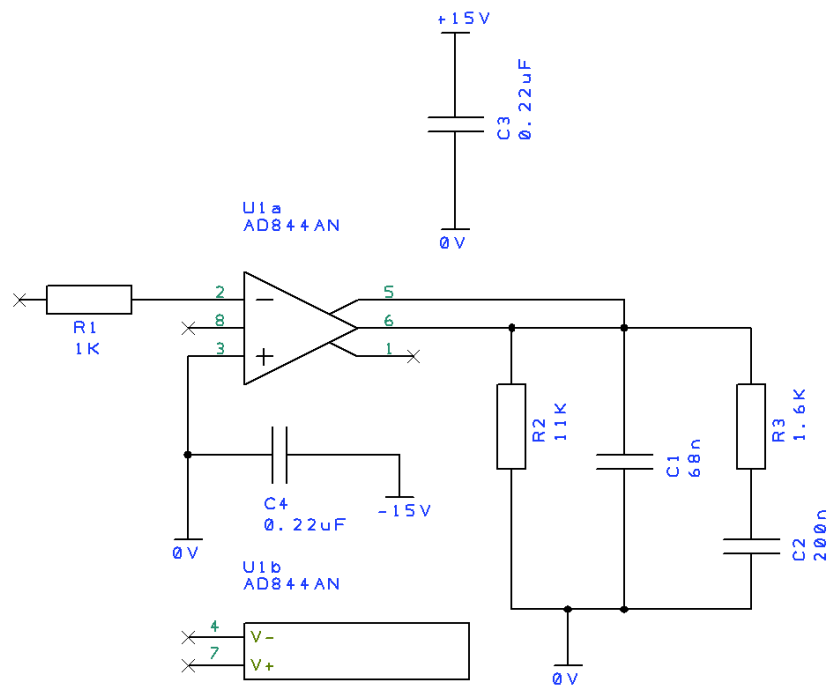 +15V
C3
0.22uF
0V
U1a
AD844AN
2
5
8
6
3
1
R1
1K
R2
11K
C1
68n
R3
1.6K
C2
200n
C4
0.22uF
-15V
0V
U1b
AD844AN
4
V-
7
V+
0V